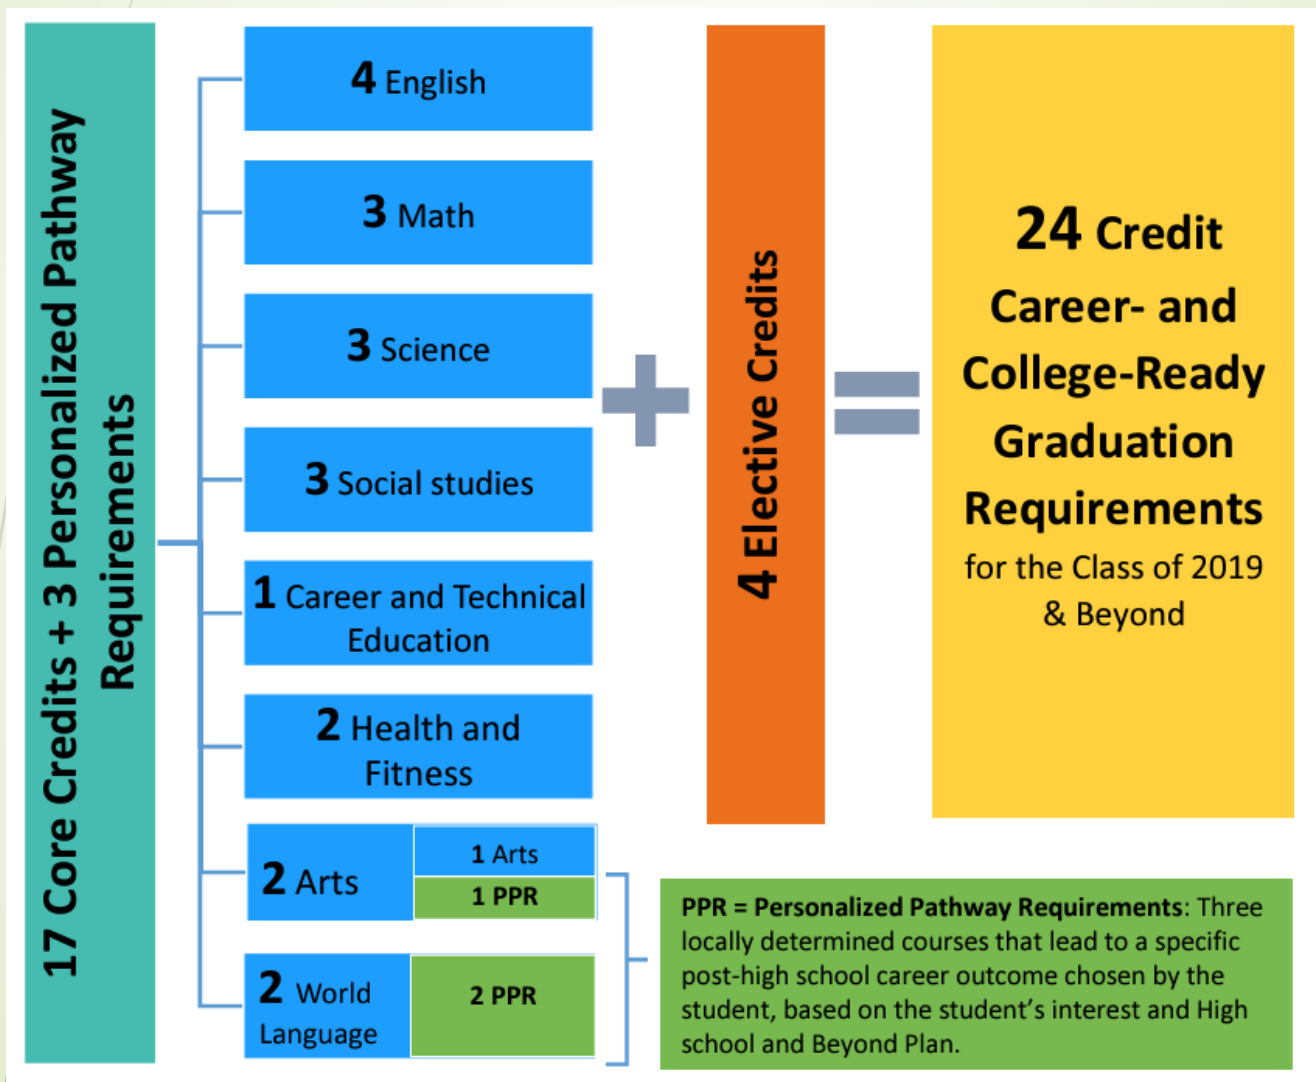 17 Core Credits + 3 Personalized Pathway
Requirements
4 English
3 Math
3 Science
3 Social studies
1 Career and Technical
Education
2 Health and
Fitness
2 Arts
1 Arts
1 PPR
2 World
Language
2 PPR
+
4 Elective Credits
=
24 Credit
Career- and
College-Ready
Graduation
Requirements
for the Class of 2019
& Beyond
PPR = Personalized Pathway Requirements: Three
locally determined courses that lead to a specific
post-high school career outcome chosen by the
student, based on the student’s interest and High
school and Beyond Plan.